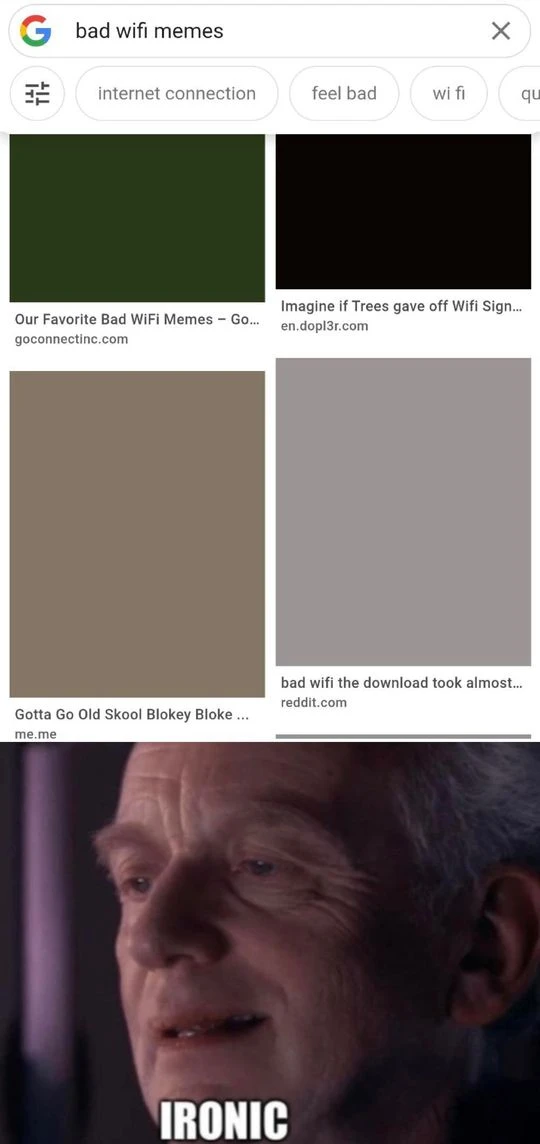 bad wifi memes
internet connection
feel bad
wi fi
qu
Our Favorite Bad WiFi Memes – Go...
goconnectinc.com
Imagine if Trees gave off Wifi Sign...
en.dopl3r.com
Gotta Go Old Skool Blokey Bloke ...
me.me
bad wifi the download took almost...
reddit.com
IRONIC